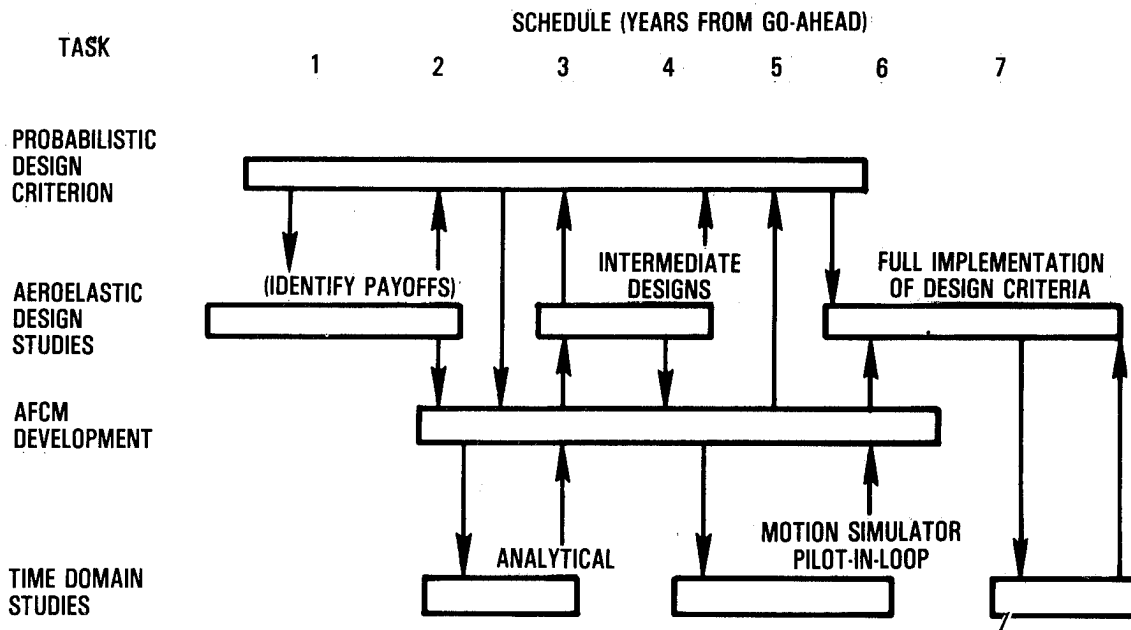 SCHEDULE (YEARS FROM GO-AHEAD)
TASK
1 2 3 4 5 6 7
PROBABILISTIC
DESIGN
CRITERION
(IDENTIFY PAYOFFS)
INTERMEDIATE
DESIGNS
FULL IMPLEMENTATION
OF DESIGN CRITERIA
AEROELASTIC
DESIGN
STUDIES
AFCM
DEVELOPMENT
ANALYTICAL
MOTION SIMULATOR
PILOT-IN-LOOP
TIME DOMAIN
STUDIES